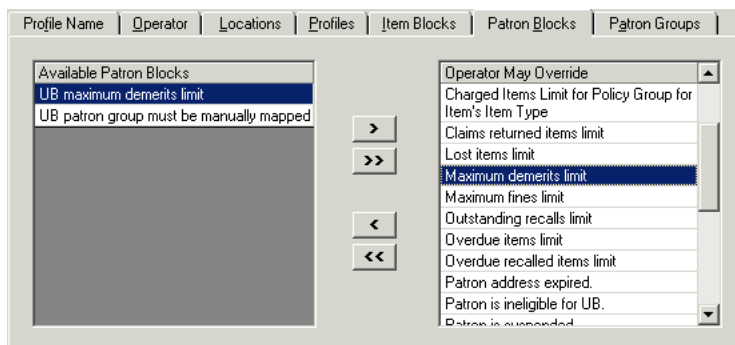 Profile Name Operator Locations Profiles Item Blocks Patron Blocks Patron Groups
Available Patron Blocks
UB maximum demerits limit
UB patron group must be manually mapped
>
>>
<
<<
Operator May Override
Charged Items Limit for Policy Group for
Item's Item Type
Claims returned items limit
Lost items limit
Maximum demerits limit
Maximum fines limit
Outstanding recalls limit
Overdue items limit
Overdue recalled items limit
Patron address expired.
Patron is ineligible for UB.
Patron is suspended